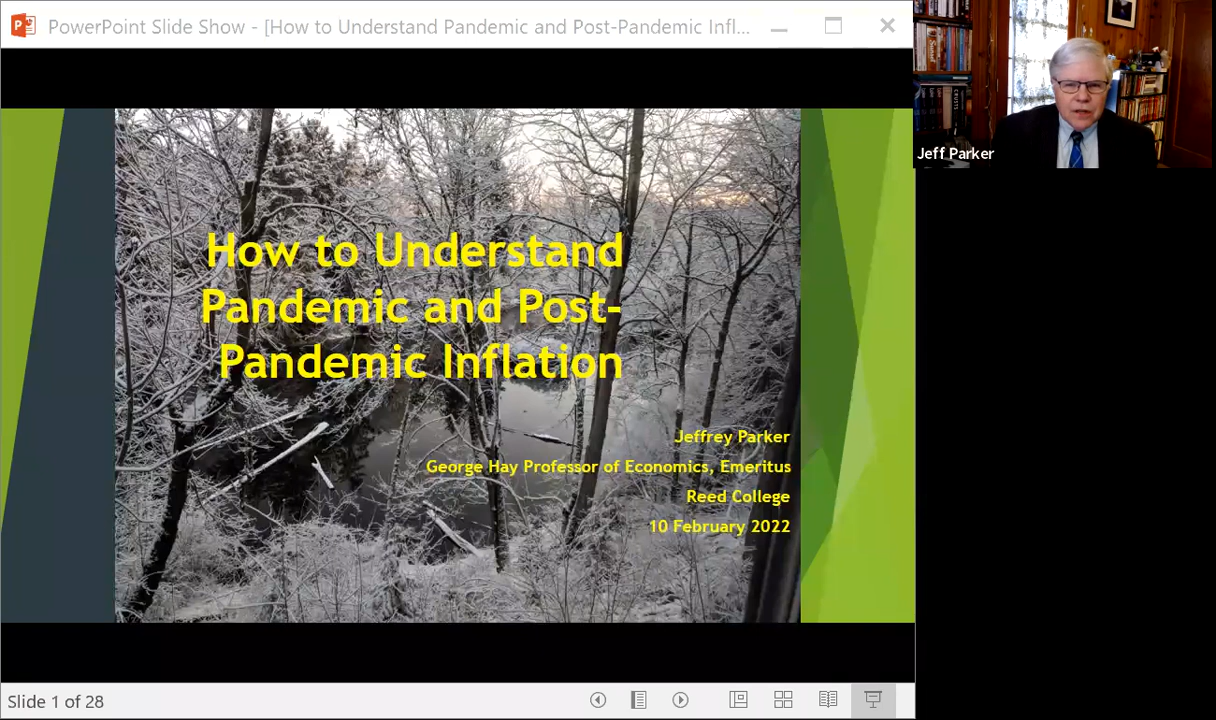 PowerPoint Slide Show - [How to Understand Pandemic and Post-Pandemic Infl...
How to Understand
Pandemic and Post-
Pandemic Inflation
Jeffrey Parker
George Hay Professor of Economics, Emeritus
Reed College
10 February 2022
Jeff Parker
Slide 1 of 28